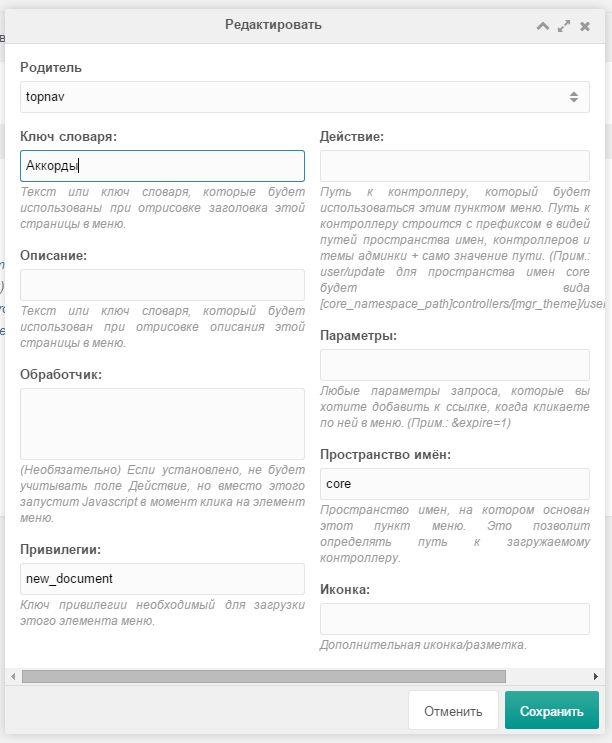 Редактировать
Родитель
topnav
Ключ словаря:
Аккорды
Текст или ключ словаря, которые будет
использованы при отрисовке заголовка этой
страницы в меню.
Описание:
Текст или ключ словаря, который будет
использован при отрисовке описания этой
страницы в меню.
Обработчик:
(Необязательно) Если установлено, не будет
учитывать поле Действие, но вместо этого
запустит Javascript в момент клика на элемент
меню.
Привилегии:
new_document
Ключ привилегии необходимый для загрузки
этого элемента меню.
Действие:
Путь к контроллеру, который будет
использоваться этим пунктом меню. Путь к
контроллеру строится с префиксом в видей
путей пространства имен, контроллеров и
темы админки + само значение пути. (Прим.:
user/update для пространства имен core
будет вида
[core_namespace_path]controllers/[mgr_theme]/user
Параметры:
Любые параметры запроса, которые вы
хотите добавить к ссылке, когда кликаете
по ней в меню. (Прим.: &expire=1)
Пространство имён:
core
Пространство имен, на котором основан
этот пункт меню. Это позволит
определять путь к загружаемому
контроллеру.
Иконка:
Дополнительная иконка/разметка.
Отменить
Сохранить